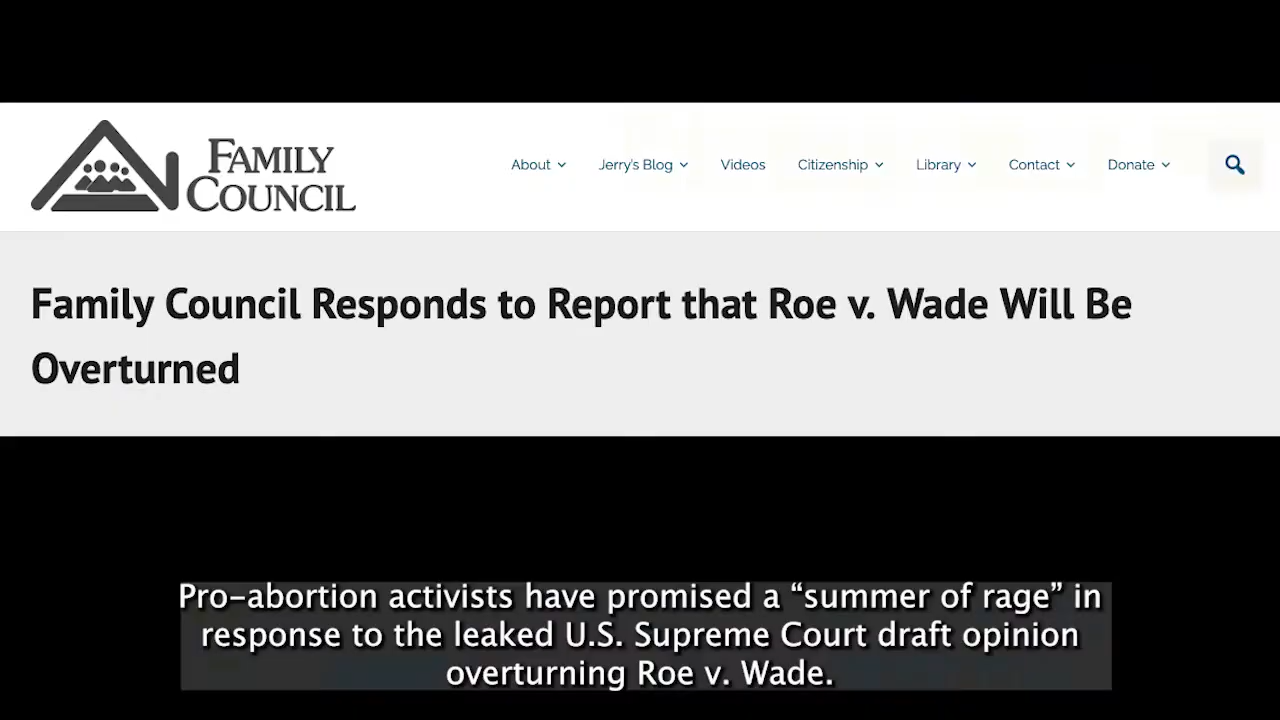 FAMILY
COUNCIL
About Jerry's Blog Videos Citizenship Library Contact Donate
Family Council Responds to Report that Roe v. Wade Will Be
Overturned
Pro-abortion activists have promised a “summer of rage” in
response to the leaked U.S. Supreme Court draft opinion
overturning Roe v. Wade.